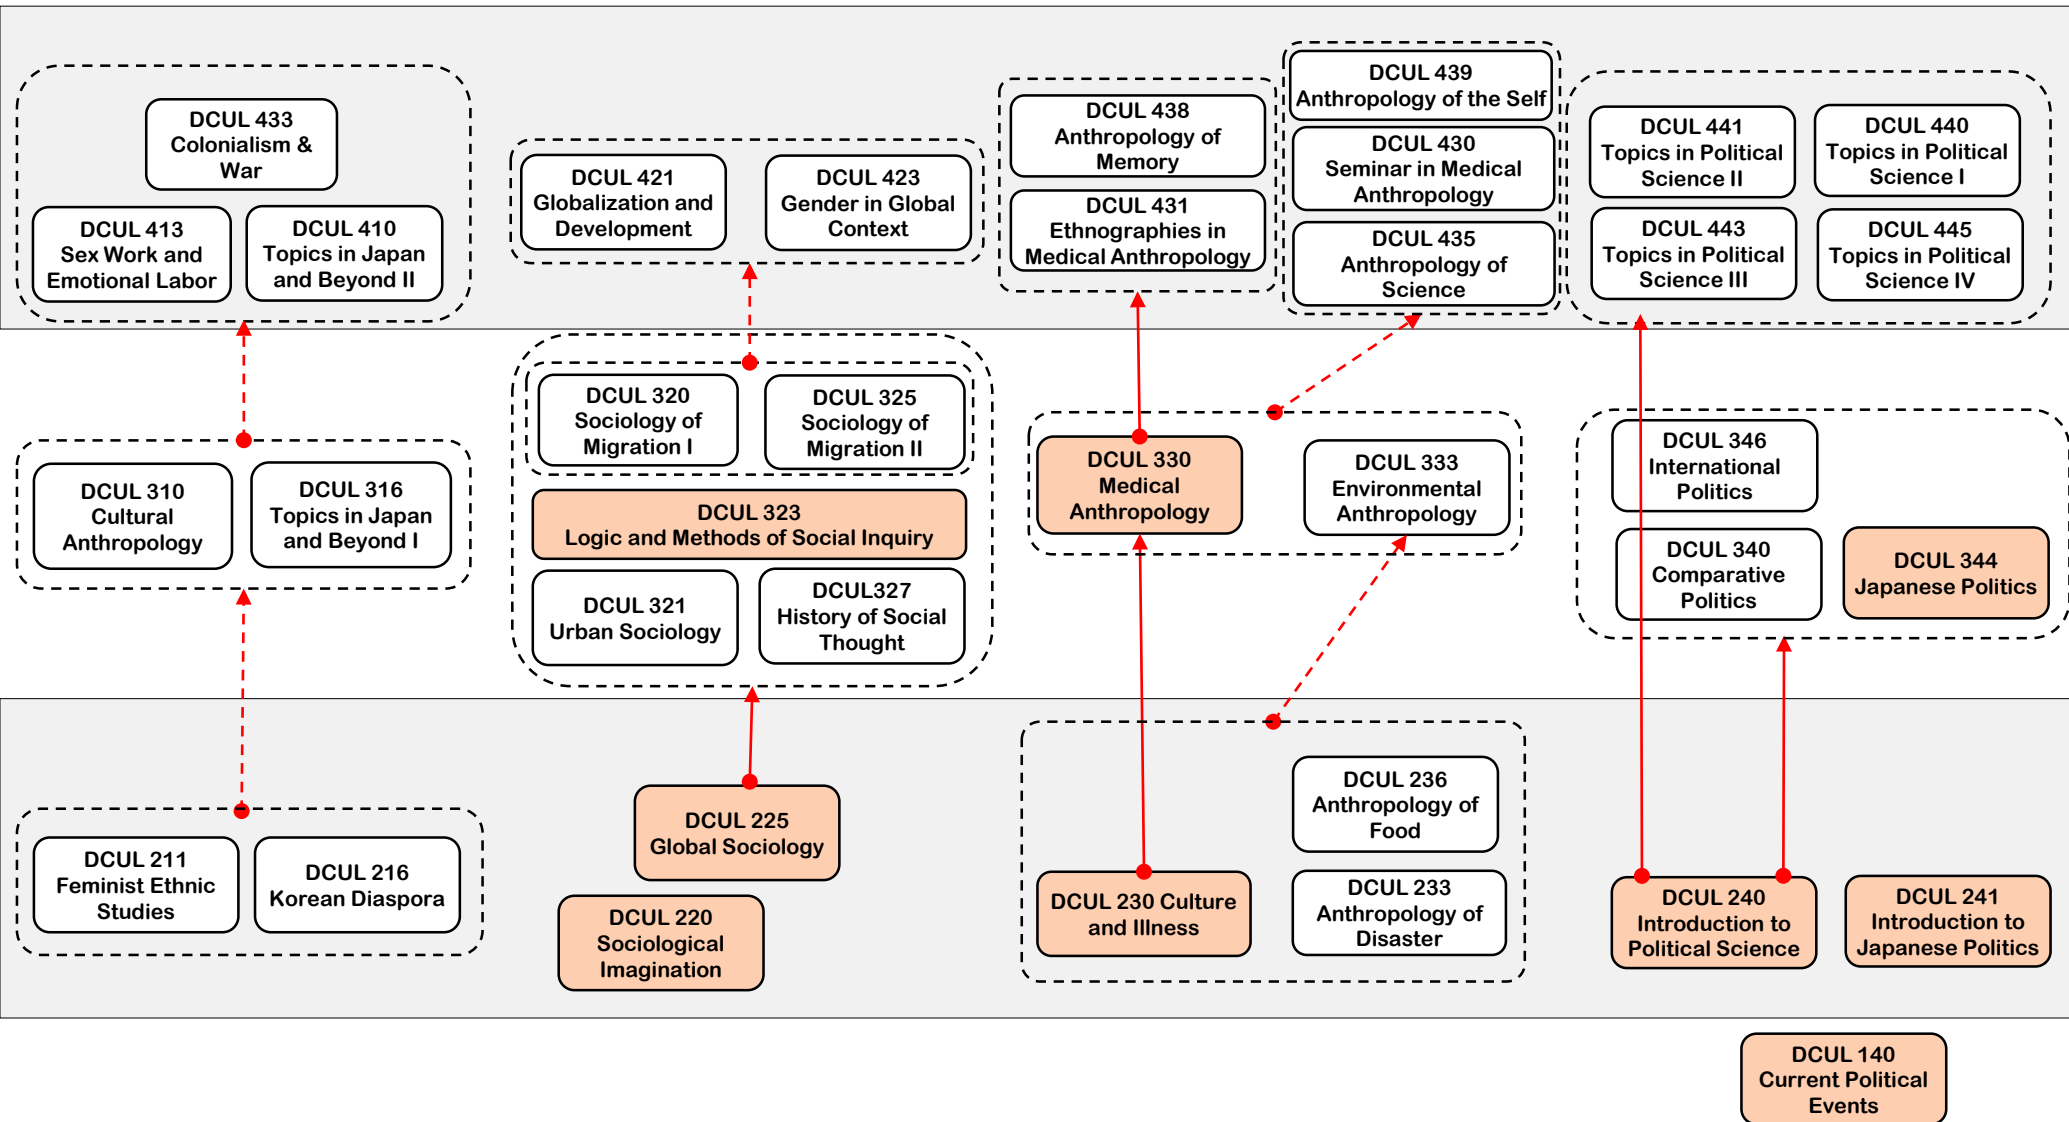 DCUL 433
Colonialism &
War
DCUL 413
Sex Work and
Emotional Labor
DCUL 410
Topics in Japan
and Beyond II
DCUL 421
Globalization and
Development
DCUL 423
Gender in Global
Context
DCUL 438
Anthropology of
Memory
DCUL 431
Ethnographies in
Medical Anthropology
DCUL 439
Anthropology of the Self
DCUL 430
Seminar in Medical
Anthropology
DCUL 435
Anthropology of
Science
DCUL 441
Topics in Political
Science II
DCUL 440
Topics in Political
Science I
DCUL 443
Topics in Political
Science III
DCUL 445
Topics in Political
Science IV
DCUL 310
Cultural
Anthropology
DCUL 316
Topics in Japan
and Beyond I
DCUL 320
Sociology of
Migration I
DCUL 325
Sociology of
Migration II
DCUL 323
Logic and Methods of Social Inquiry
DCUL 321
Urban Sociology
DCUL327
History of Social
Thought
DCUL 330
Medical
Anthropology
DCUL 333
Environmental
Anthropology
DCUL 346
International
Politics
DCUL 340
Comparative
Politics
DCUL 344
Japanese Politics
DCUL 211
Feminist Ethnic
Studies
DCUL 216
Korean Diaspora
DCUL 225
Global Sociology
DCUL 220
Sociological
Imagination
DCUL 236
Anthropology of
Food
DCUL 230 Culture
and Illness
DCUL 233
Anthropology of
Disaster
DCUL 240
Introduction to
Political Science
DCUL 241
Introduction to
Japanese Politics
DCUL 140
Current Political
Events